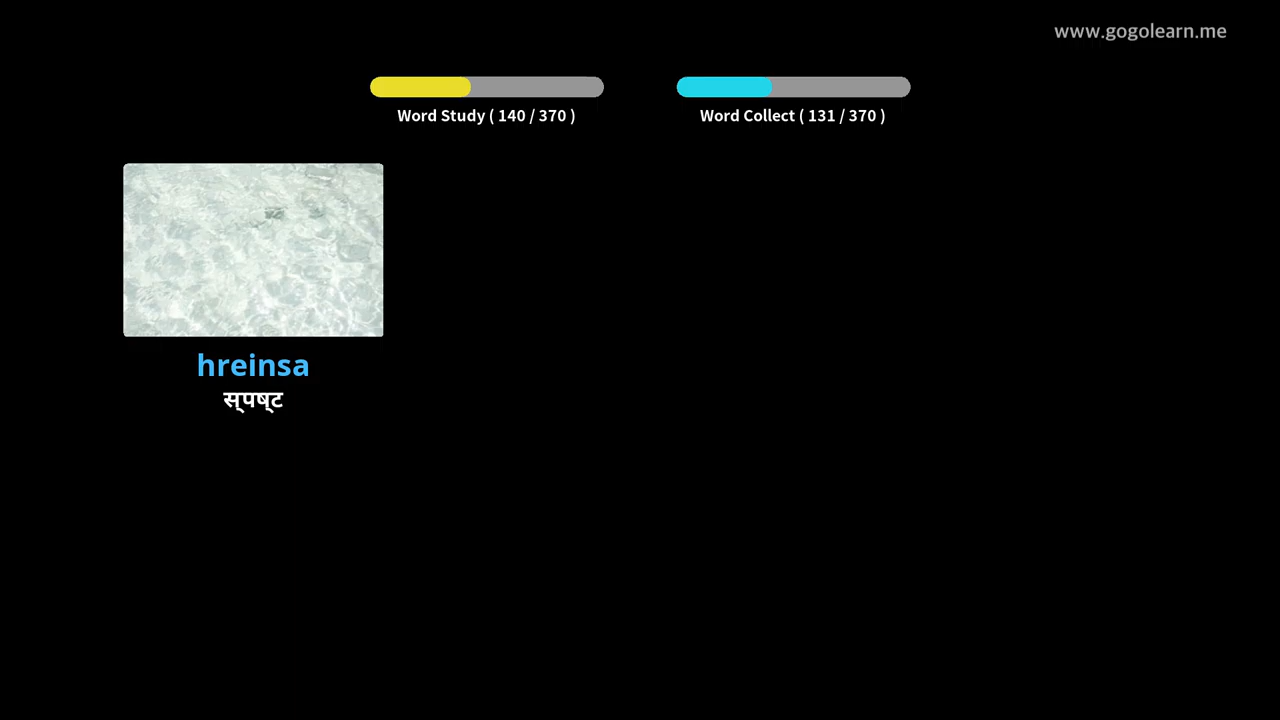 www.gogolearn.me
Word Study ( 140 / 370 )
Word Collect ( 131 / 370 )
hreinsa
स्पष्ट